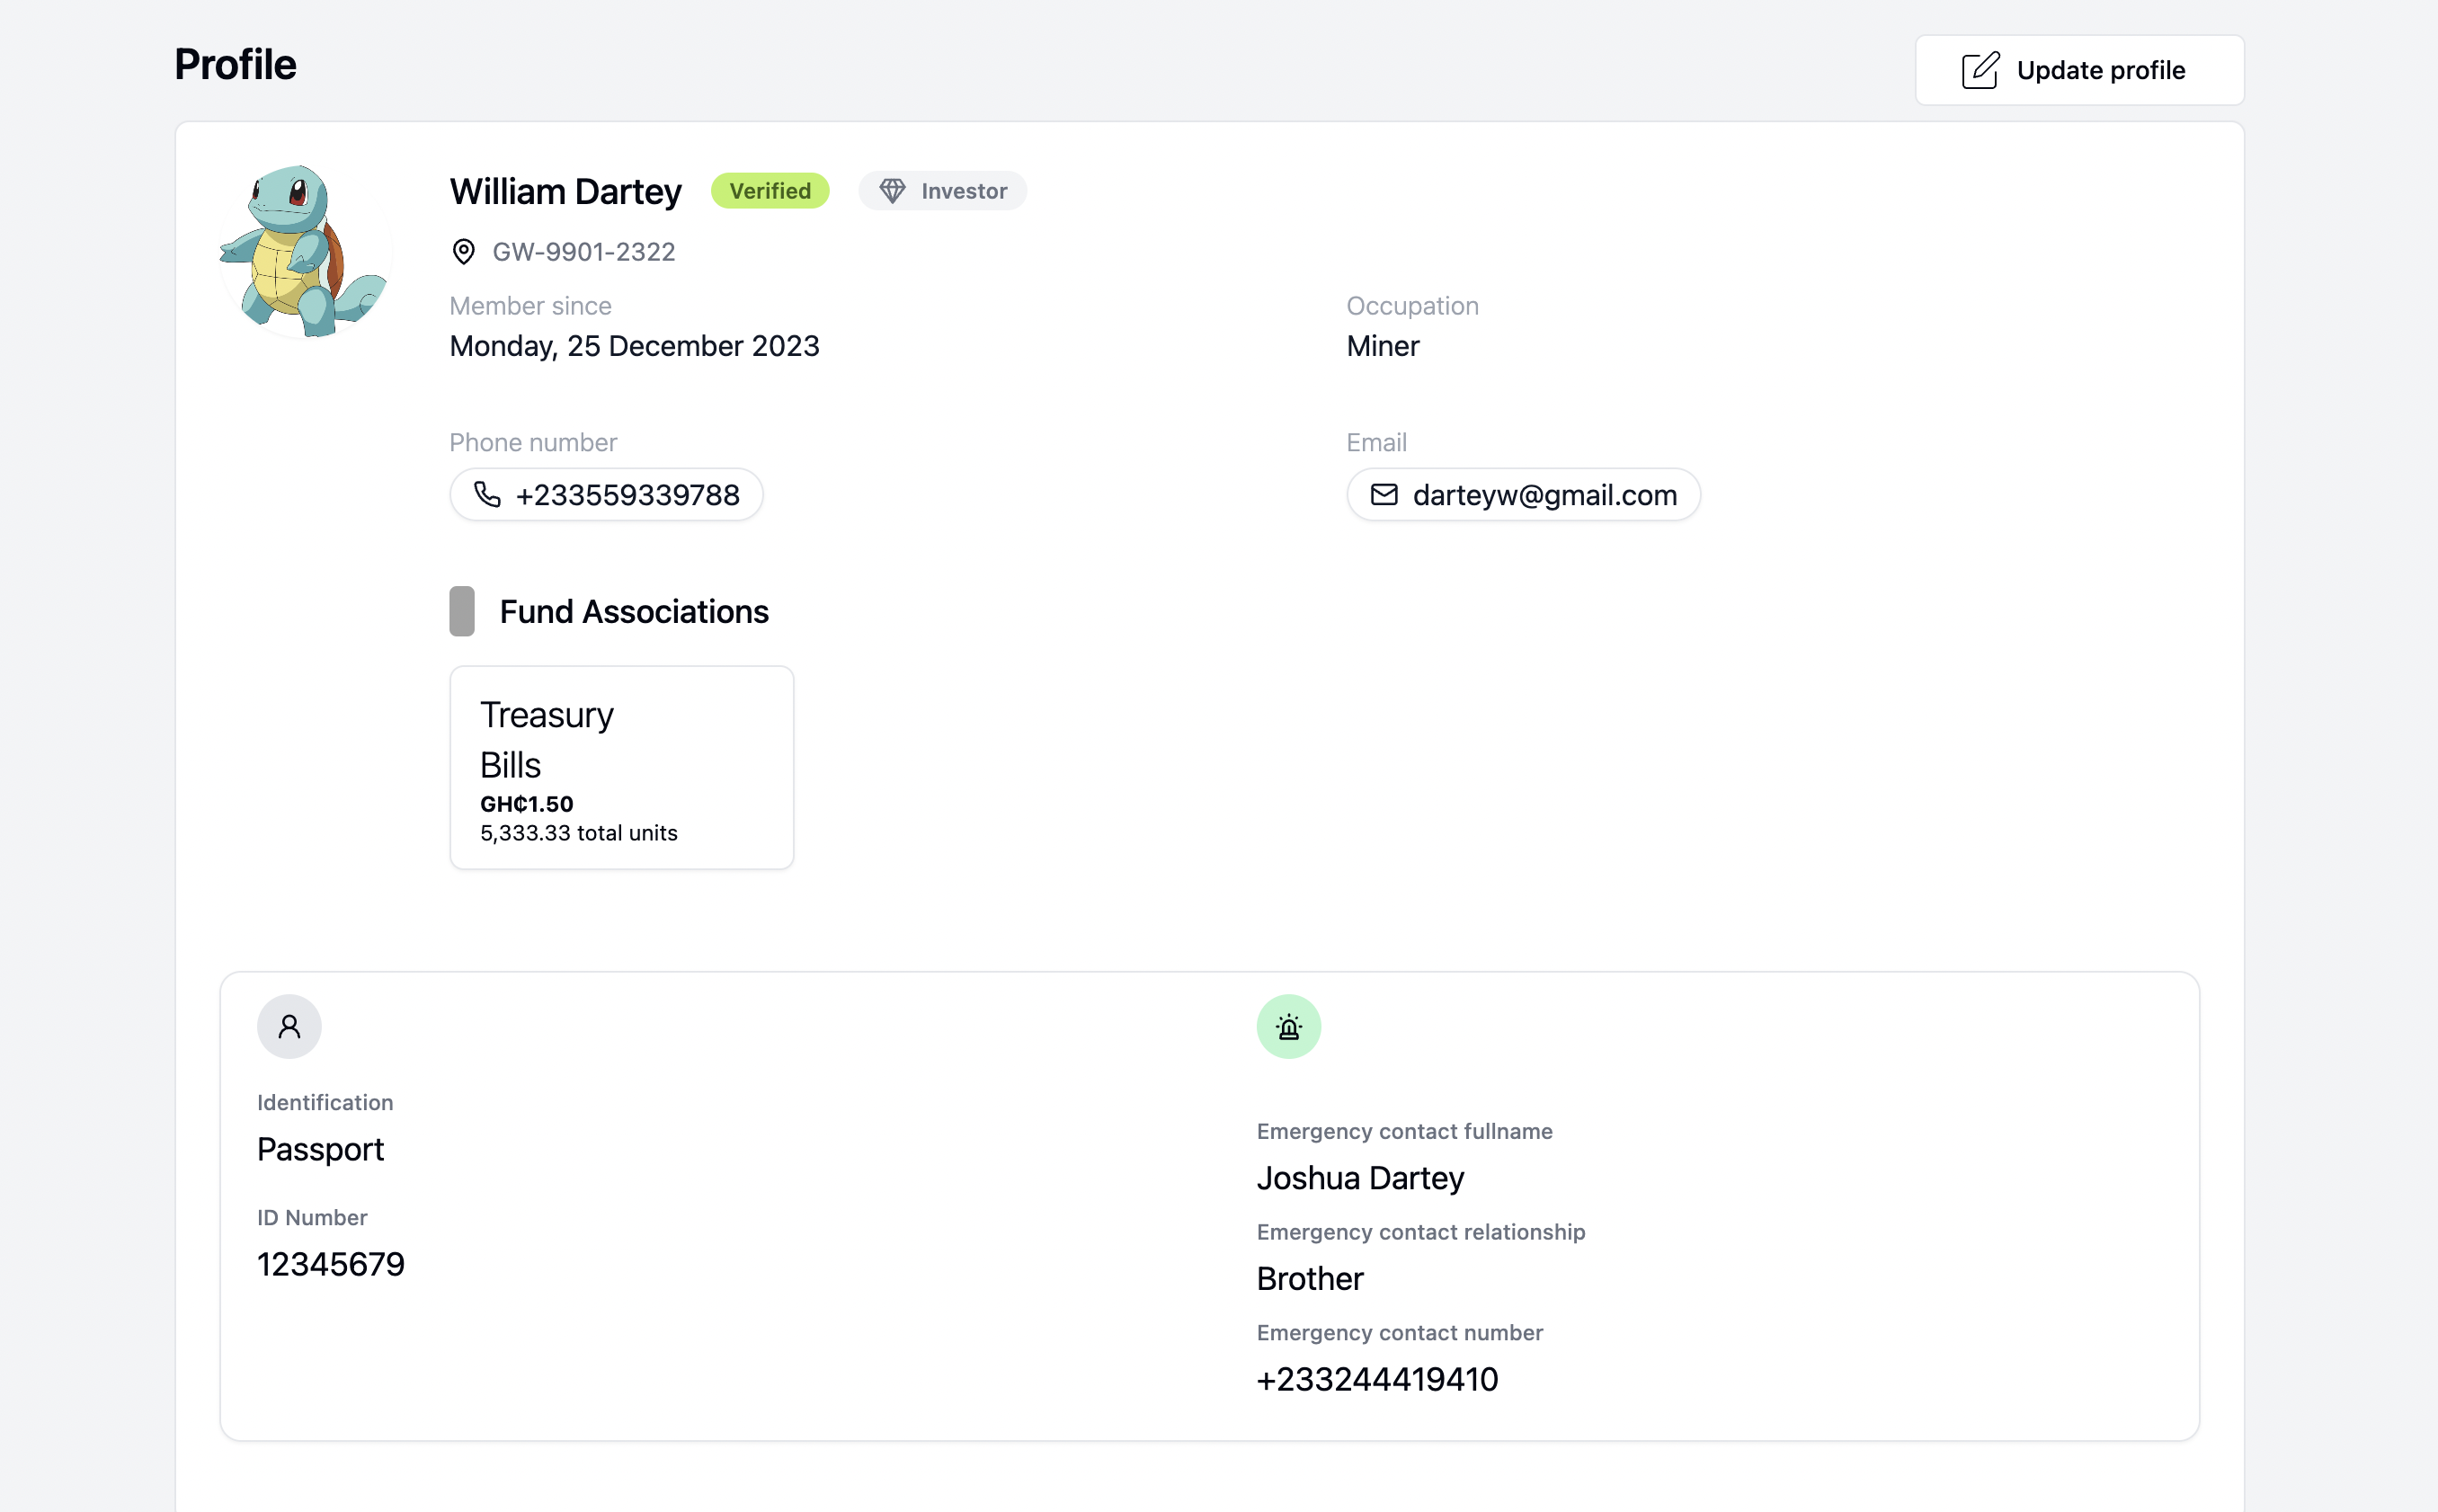 Profile
Update profile
William Dartey
Verified
Investor
GW-9901-2322
Member since
Monday, 25 December 2023
Occupation
Miner
Phone number
+233559339788
Email
darteyw@gmail.com
Fund Associations
Treasury
Bills
GH₵1.50
5,333.33 total units
Identification
Passport
ID Number
12345679
Emergency contact fullname
Joshua Dartey
Emergency contact relationship
Brother
Emergency contact number
+233244419410